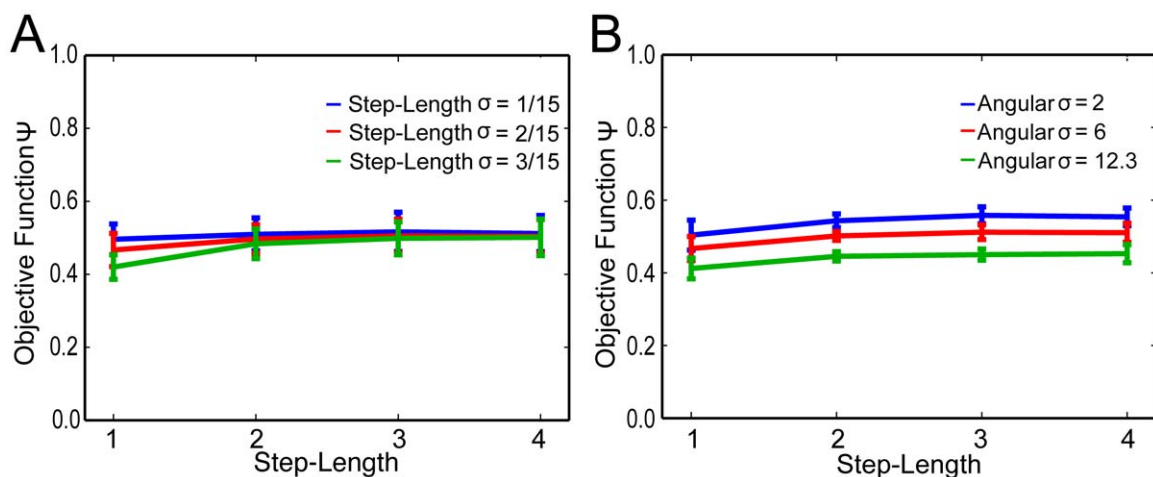 A
Objective Function Ψ
1.0
0.8
0.6
0.4
0.2
0.0
Step-Length σ = 1/15
Step-Length σ = 2/15
Step-Length σ = 3/15
1 2 3 4
Step-Length
B
Objective Function Ψ
1.0
0.8
0.6
0.4
0.2
0.0
Angular σ = 2
Angular σ = 6
Angular σ = 12.3
1 2 3 4
Step-Length